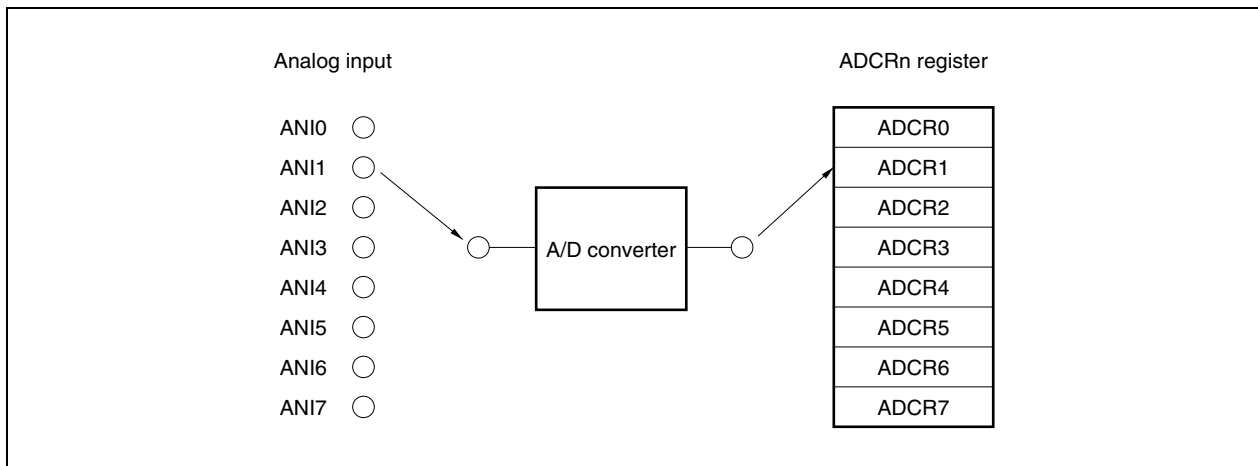 Analog input
ADCRn register
ANI0
ANI1
ANI2
ANI3
ANI4
ANI5
ANI6
ANI7
A/D converter
ADCR0
ADCR1
ADCR2
ADCR3
ADCR4
ADCR5
ADCR6
ADCR7